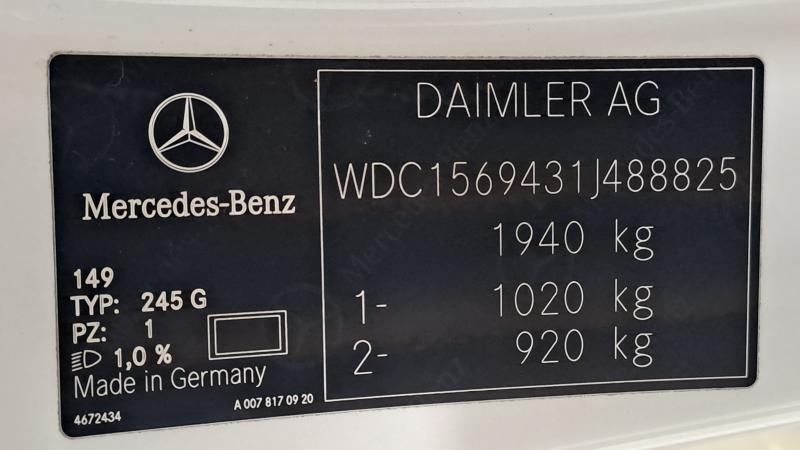 Mercedes-Benz
149
TYP: 245 G
PZ: 1
1,0 %
Made in Germany
4672434
A 007 817 09 20
DAIMLER AG
WDC1569431J488825
1940 kg
1- 1020 kg
2- 920 kg